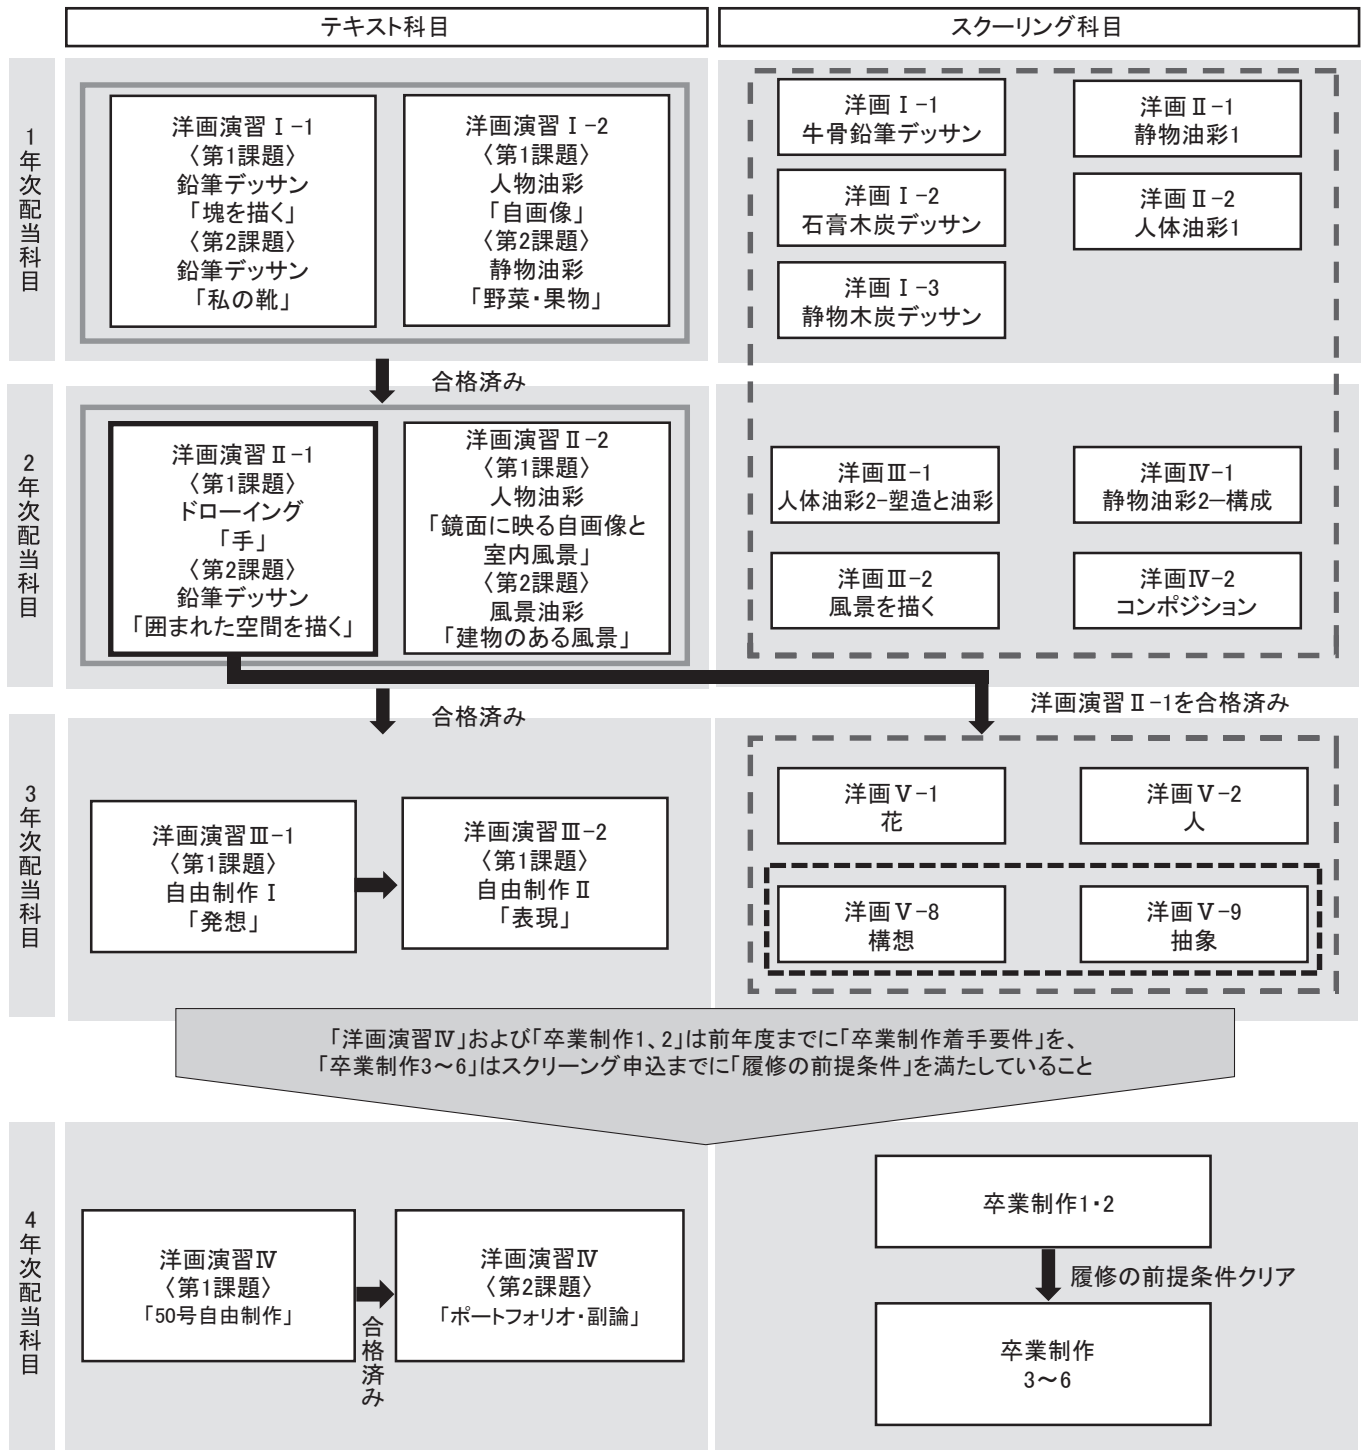 テキスト科目
スクーリング科目
1年次配当科目
洋画演習Ⅰ-1
〈第1課題〉
鉛筆デッサン
「塊を描く」
〈第2課題〉
鉛筆デッサン
「私の靴」
洋画演習Ⅰ-2
〈第1課題〉
人物油彩
「自画像」
〈第2課題〉
静物油彩
「野菜・果物」
洋画Ⅰ-1
牛骨鉛筆デッサン
洋画Ⅱ-1
静物油彩1
洋画Ⅰ-2
石膏木炭デッサン
洋画Ⅱ-2
人体油彩1
洋画Ⅰ-3
静物木炭デッサン
合格済み
2年次配当科目
洋画演習Ⅱ-1
〈第1課題〉
ドローイング
「手」
〈第2課題〉
鉛筆デッサン
「囲まれた空間を描く」
洋画演習Ⅱ-2
〈第1課題〉
人物油彩
「鏡面に映る自画像と
室内風景」
〈第2課題〉
風景油彩
「建物のある風景」
洋画Ⅲ-1
人体油彩2-塑造と油彩
洋画Ⅳ-1
静物油彩2-構成
洋画Ⅲ-2
風景を描く
洋画Ⅳ-2
コンポジション
合格済み
洋画演習Ⅱ-1を合格済み
3年次配当科目
洋画演習Ⅲ-1
〈第1課題〉
自由制作Ⅰ
「発想」
洋画演習Ⅲ-2
〈第1課題〉
自由制作Ⅱ
「表現」
洋画Ⅴ-1
花
洋画Ⅴ-2
人
洋画Ⅴ-8
構想
洋画Ⅴ-9
抽象
「洋画演習Ⅳ」および「卒業制作1、2」は前年度までに「卒業制作着手要件」を、
「卒業制作3～6」はスクリーング申込までに「履修の前提条件」を満たしていること
4年次配当科目
洋画演習Ⅳ
〈第1課題〉
「50号自由制作」
合格済み
洋画演習Ⅳ
〈第2課題〉
「ポートフォリオ・副論」
卒業制作1・2
履修の前提条件クリア
卒業制作
3～6